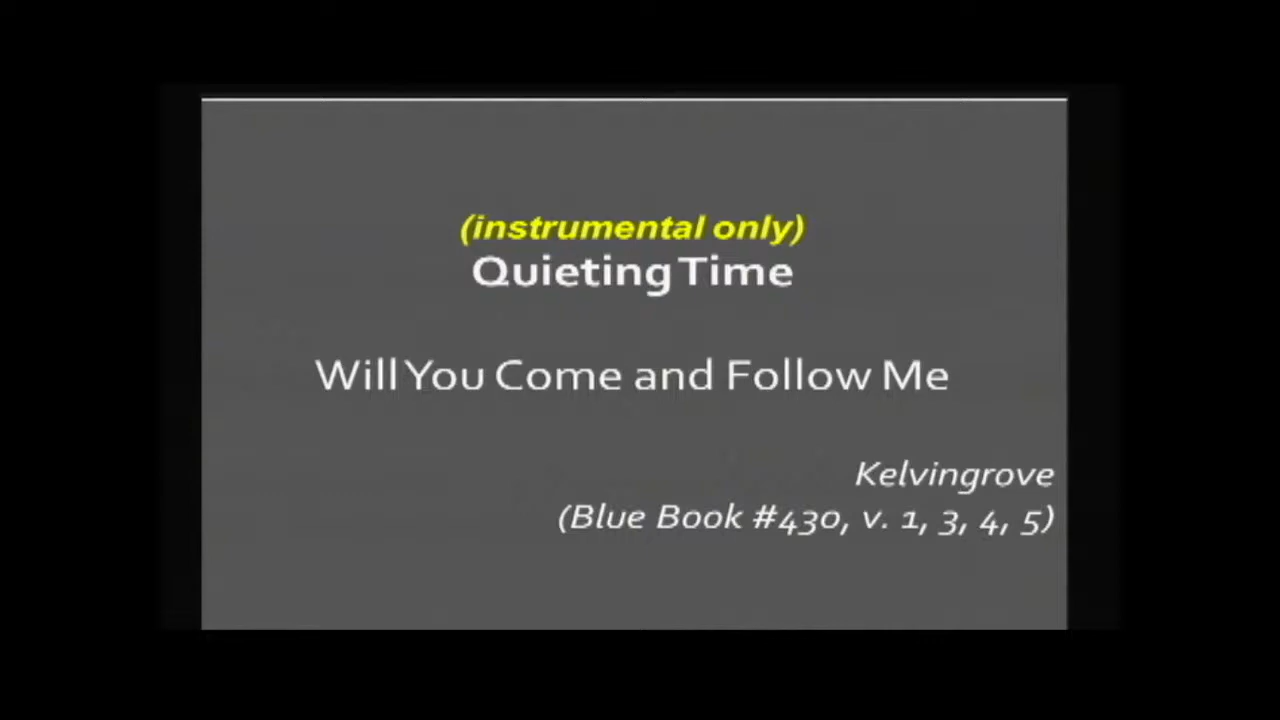 (instrumental only)
Quieting Time
Will You Come and Follow Me
Kelvingrove
(Blue Book #430, v. 1, 3, 4, 5)